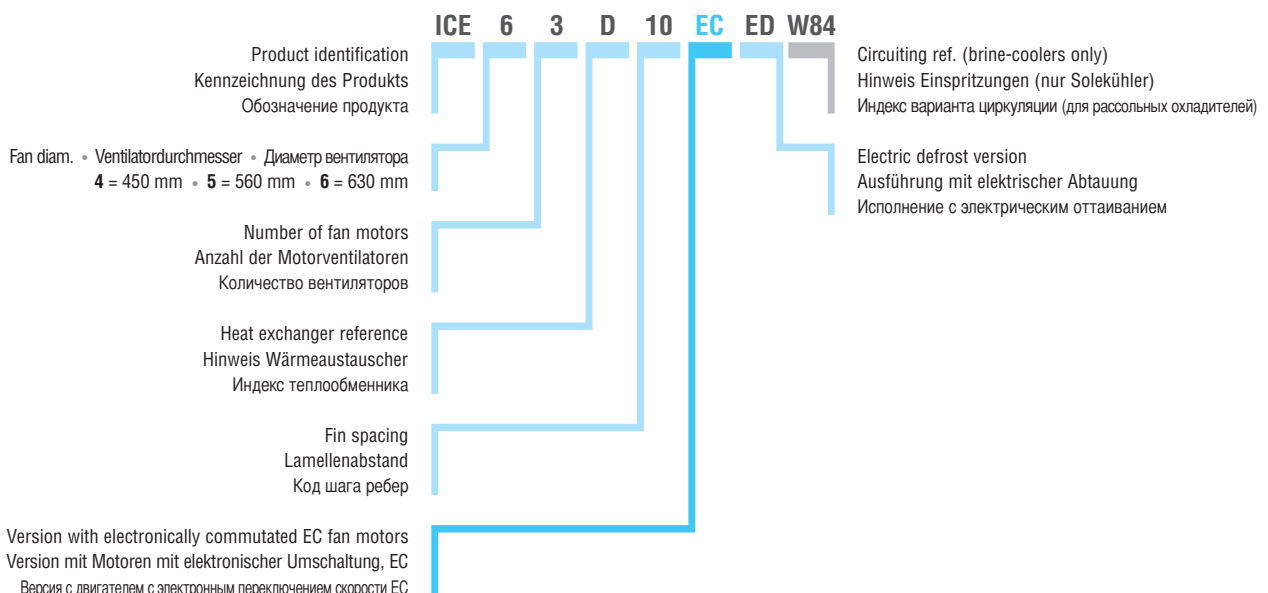 ICE 6 3 D 10 EC ED W84
Product identification
Kennzeichnung des Produkts
Обозначение продукта
Fan diam. • Ventilatordurchmesser • Диаметр вентилятора
4 = 450 mm • 5 = 560 mm • 6 = 630 mm
Number of fan motors
Anzahl der Motorventilatoren
Количество вентиляторов
Heat exchanger reference
Hinweis Wärmeaustauscher
Индекс теплообменника
Fin spacing
Lamellenabstand
Код шага ребер
Version with electronically commutated EC fan motors
Version mit Motoren mit elektronischer Umschaltung, EC
Версия с двигателем с электронным переключением скорости EC
Circuiting ref. (brine-coolers only)
Hinweis Einspritzungen (nur Solekühler)
Индекс варианта циркуляции (для рассольных охладителей)
Electric defrost version
Ausführung mit elektrischer Abtauung
Исполнение с электрическим оттаиванием